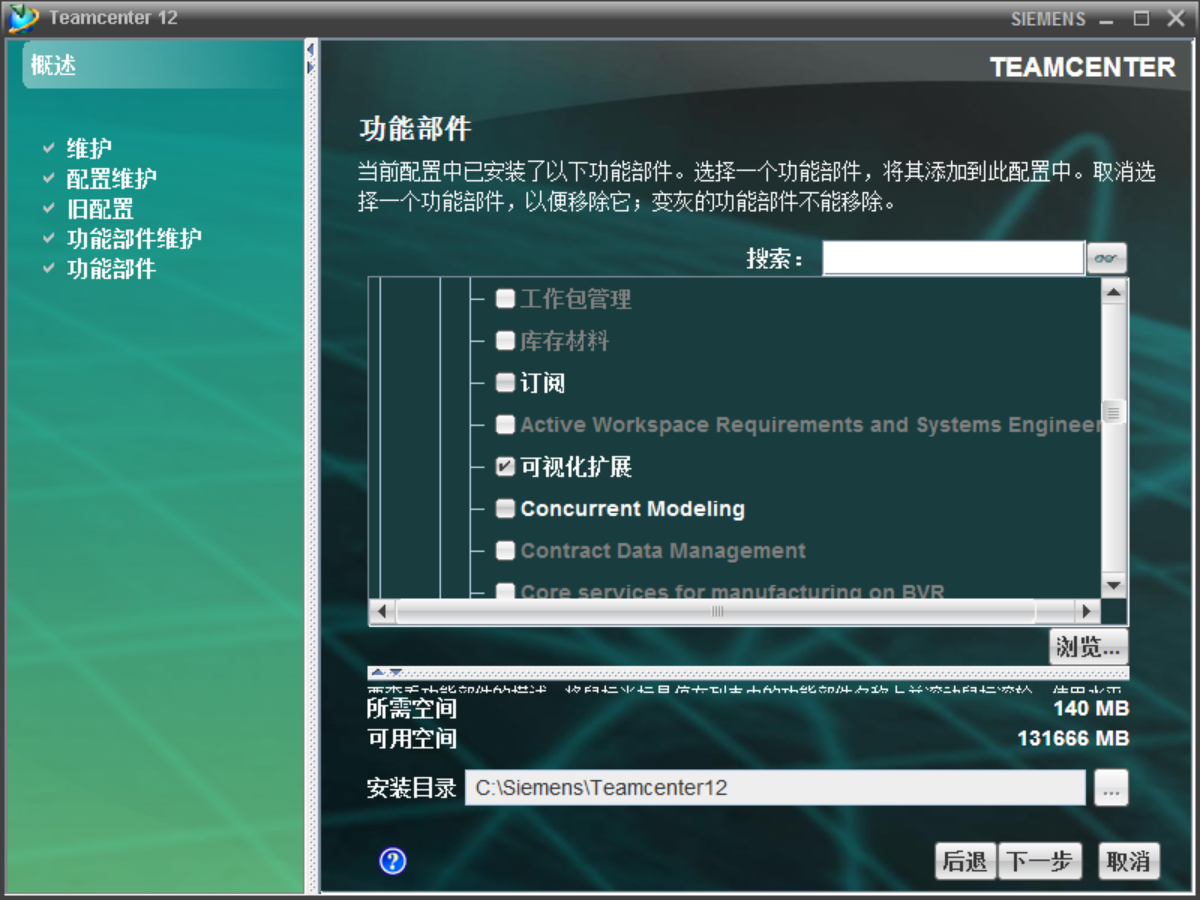 Teamcenter 12
SIEMENS
概述
维护
配置维护
旧配置
功能部件维护
功能部件
TEAMCENTER
功能部件
当前配置中已安装了以下功能部件。选择一个功能部件，将其添加到此配置中。取消选
择一个功能部件，以便移除它；变灰的功能部件不能移除。
搜索：
工作包管理
库存材料
订阅
Active Workspace Requirements and Systems Engineer
可视化扩展
Concurrent Modeling
Contract Data Management
Core services for manufacturing on BVR
浏览...
所需空间 140 MB
可用空间 131666 MB
安装目录 C:\Siemens\Teamcenter12 ...
?
后退 下一步 取消